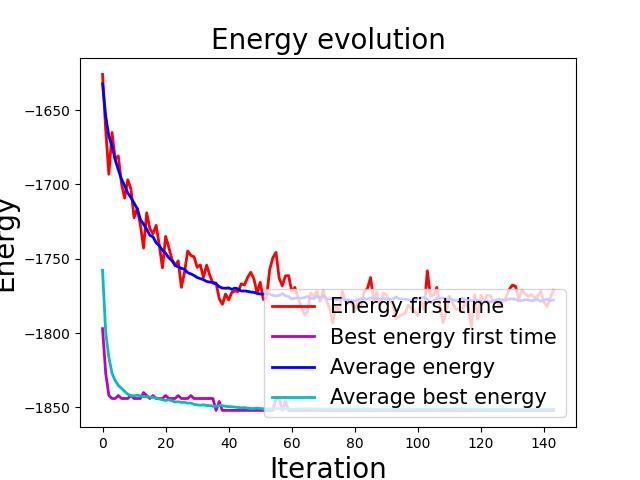 Energy evolution
Energy
−1650
−1700
−1750
−1800
−1850
Energy first time
Best energy first time
Average energy
Average best energy
0 20 40 60 80 100 120 140
Iteration